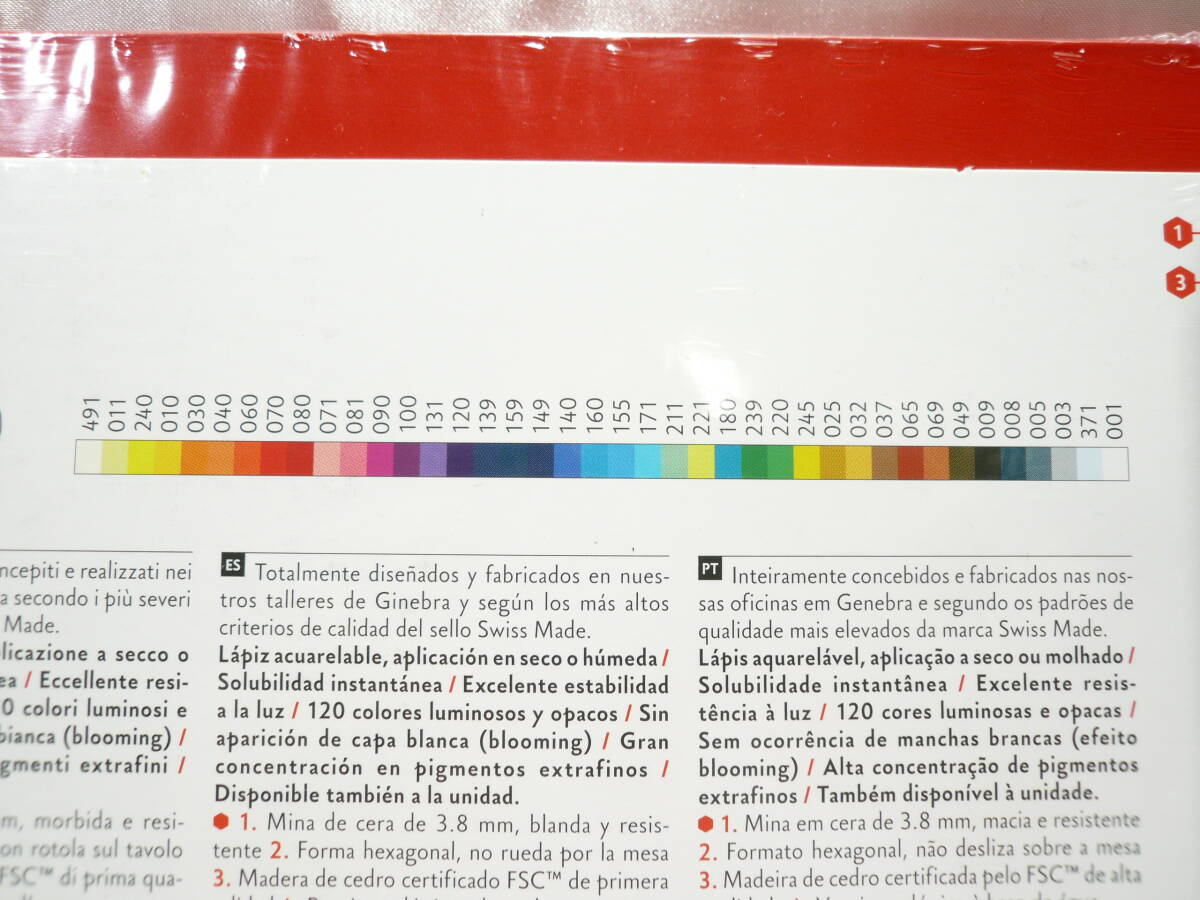 1
3
491 011 240 010 030 040 060 070 080 071 081 090 100 131 120 139 159 149 140 160 155 171 211 221 180 239 220 245 025 032 037 065 069 049 009 008 005 003 371 001
ncepiti e realizzati nei
a secondo i più severi
Made.
licazione a secco o
ea / Eccellente resi-
0 colori luminosi e
bianca (blooming) /
gmenti extrafini /
m, morbida e resi-
on rotola sul tavolo
FSC™ di prima qua-
ES Totalmente diseñados y fabricados en nues-
tros talleres de Ginebra y según los más altos
criterios de calidad del sello Swiss Made.
Lápiz acuarelable, aplicación en seco o húmeda /
Solubilidad instantánea / Excelente estabilidad
a la luz / 120 colores luminosos y opacos / Sin
aparición de capa blanca (blooming) / Gran
concentración en pigmentos extrafinos /
Disponible también a la unidad.
1. Mina de cera de 3.8 mm, blanda y resis-
tente 2. Forma hexagonal, no rueda por la mesa
3. Madera de cedro certificado FSC™ de primera
PT Inteiramente concebidos e fabricados nas nos-
sas oficinas em Genebra e segundo os padrões de
qualidade mais elevados da marca Swiss Made.
Lápis aquarelável, aplicação a seco ou molhado /
Solubilidade instantânea / Excelente resis-
tência à luz / 120 cores luminosas e opacas /
Sem ocorrência de manchas brancas (efeito
blooming) / Alta concentração de pigmentos
extrafinos / Também disponível à unidade.
1. Mina em cera de 3.8 mm, macia e resistente
2. Formato hexagonal, não desliza sobre a mesa
3. Madeira de cedro certificada pelo FSC™ de alta